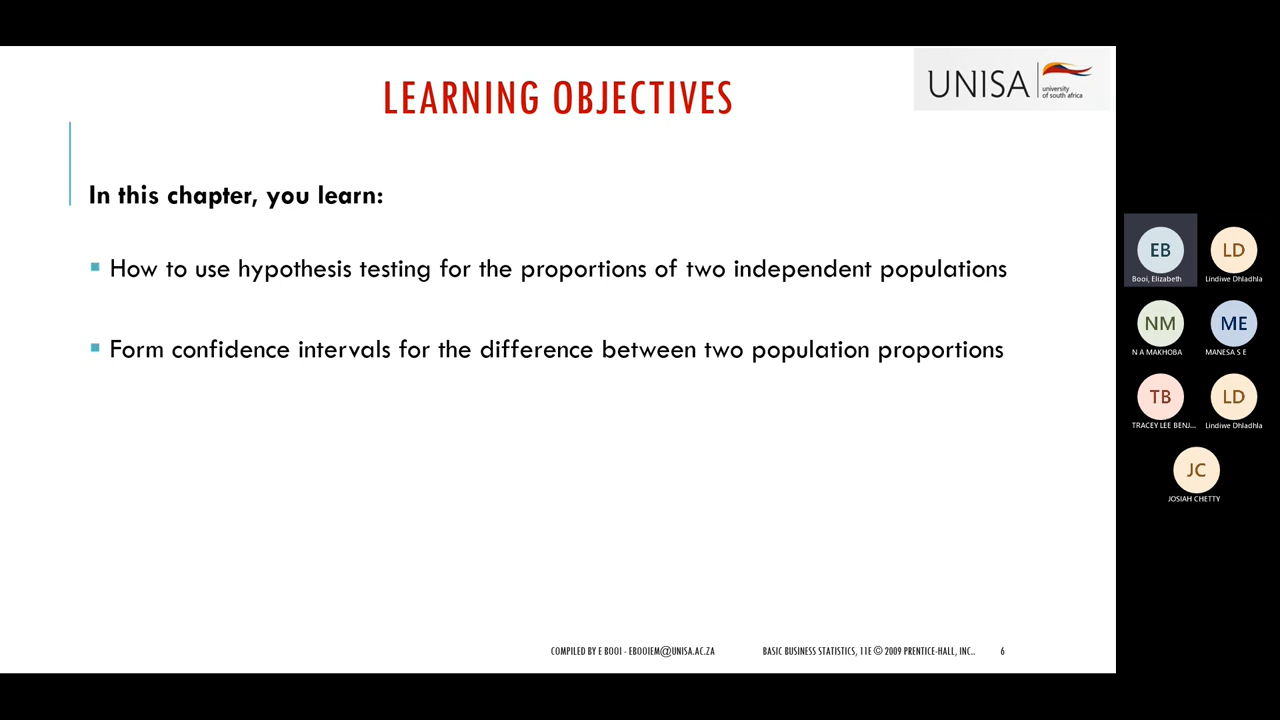 LEARNING OBJECTIVES
UNISA
university
of south africa
In this chapter, you learn:
How to use hypothesis testing for the proportions of two independent populations
Form confidence intervals for the difference between two population proportions
COMPILED BY E BOOI - EBOOIEM@UNISA.AC.ZA
BASIC BUSINESS STATISTICS, 11E © 2009 PRENTICE-HALL, INC..
6
EB
Booi, Elizabeth
LD
Lindiwe Dhladhla
NM
N A MAKHOBA
ME
MANESA S E
TB
TRACEY LEE BENJ...
LD
Lindiwe Dhladhla
JC
JOSIAH CHETTY